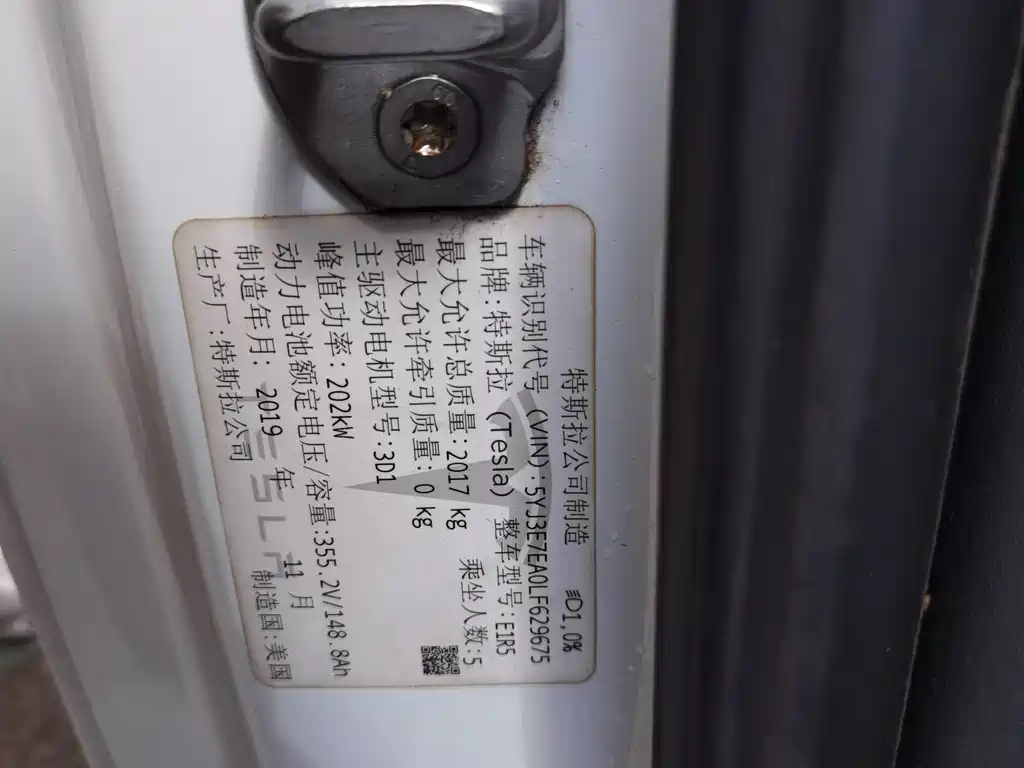 特斯拉公司制造 1.0%
车辆识别代号 (VIN):5YJ3E7EA0LF629675
品牌:特斯拉 (Tesla) 整车型号:E1R5
最大允许总质量:2017 kg 乘坐人数:5
最大允许牵引质量: 0 kg
主驱动电机型号:3D1
峰值功率:202kW
动力电池额定电压/容量:355.2V/148.8Ah
制造年月: 2019 年 11 月
生产厂:特斯拉公司 制造国:美国
TESLA